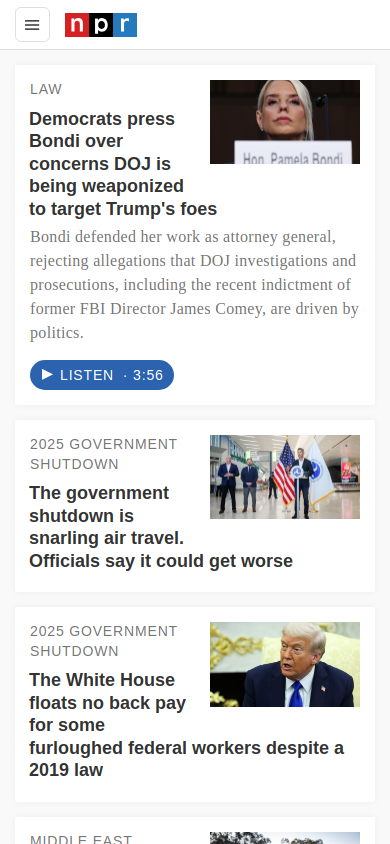 npr
LAW
Democrats press
Bondi over
concerns DOJ is
being weaponized
to target Trump's foes
Hon. Pamela Bondi
Bondi defended her work as attorney general,
rejecting allegations that DOJ investigations and
prosecutions, including the recent indictment of
former FBI Director James Comey, are driven by
politics.
LISTEN · 3:56
2025 GOVERNMENT
SHUTDOWN
The government
shutdown is
snarling air travel.
Officials say it could get worse
2025 GOVERNMENT
SHUTDOWN
The White House
floats no back pay
for some
furloughed federal workers despite a
2019 law
MIDDLE EAST